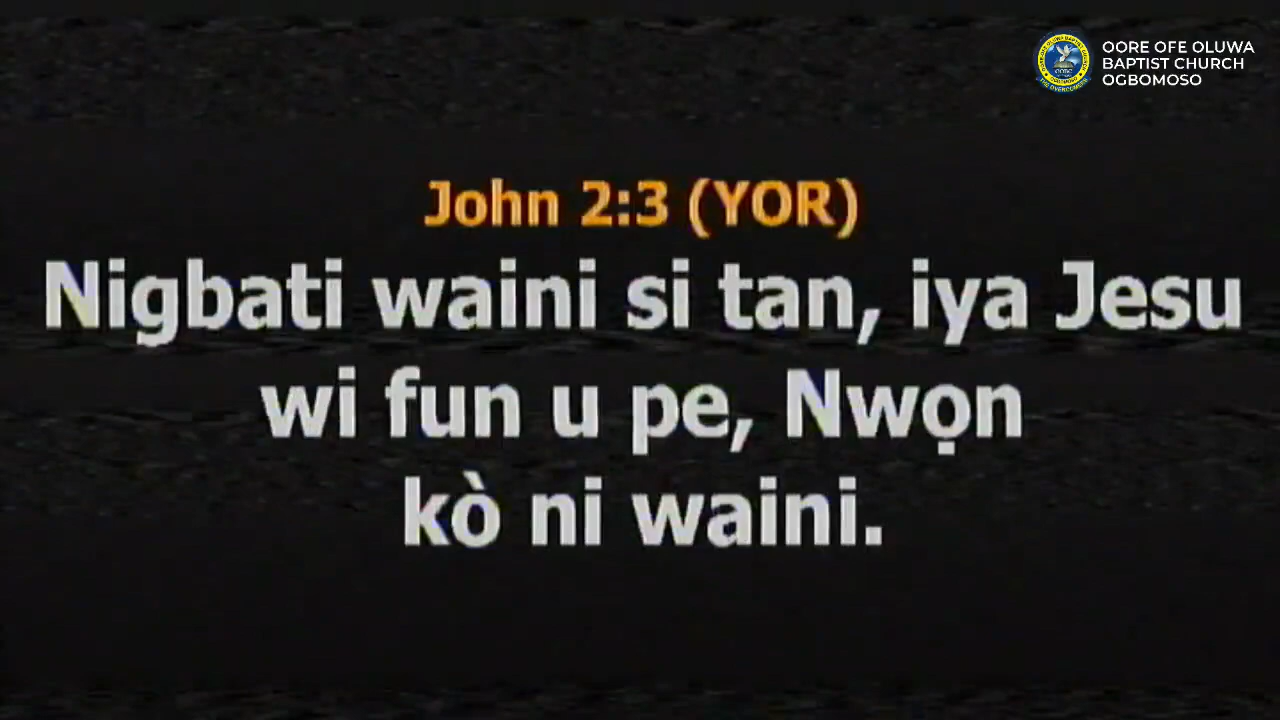 OORE OFE OLUWA
BAPTIST CHURCH
OGBOMOSO
John 2:3 (YOR)
Nigbati waini si tan, iya Jesu
wi fun u pe, Nwọn
kò ni waini.